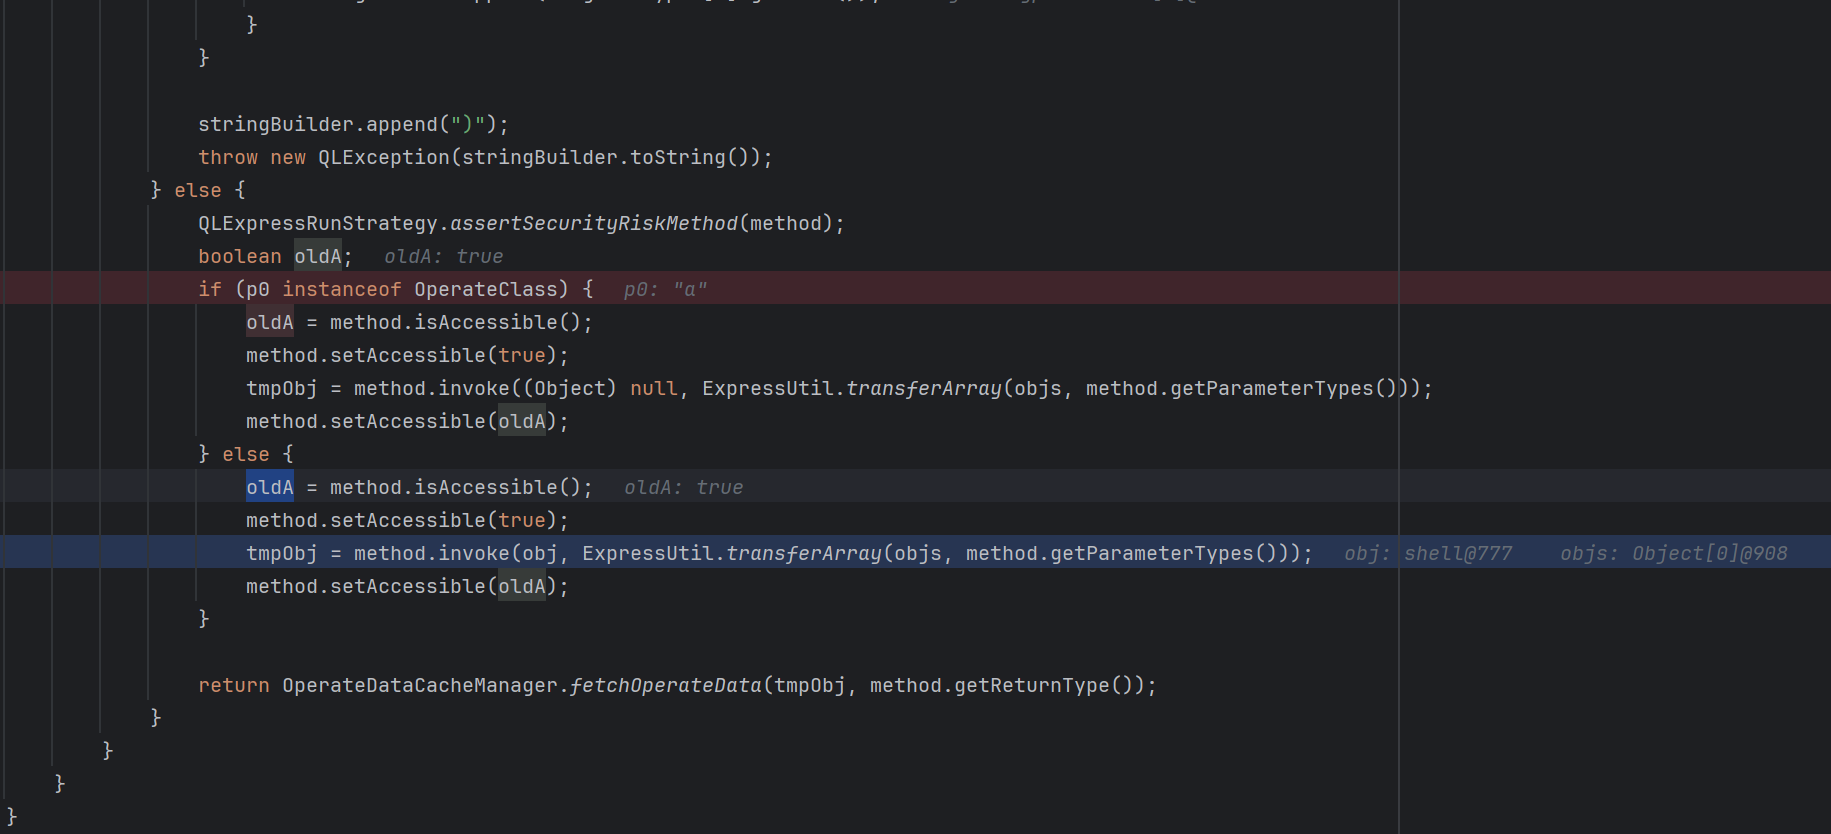 }
}
stringBuilder.append(")");
throw new QLException(stringBuilder.toString());
} else {
QLExpressRunStrategy.assertSecurityRiskMethod(method);
boolean oldA; oldA: true
if (p0 instanceof OperateClass) { p0: "a"
oldA = method.isAccessible();
method.setAccessible(true);
tmpObj = method.invoke((Object) null, ExpressUtil.transferArray(objs, method.getParameterTypes()));
method.setAccessible(oldA);
} else {
oldA = method.isAccessible(); oldA: true
method.setAccessible(true);
tmpObj = method.invoke(obj, ExpressUtil.transferArray(objs, method.getParameterTypes())); obj: shell@777 objs: Object[0]@908
method.setAccessible(oldA);
}
return OperateDataCacheManager.fetchOperateData(tmpObj, method.getReturnType());
}
}
}
}